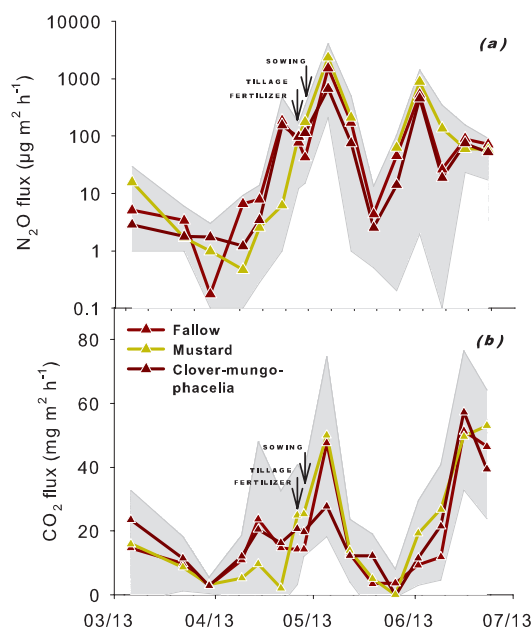 10000
(a)
SOWING
1000
TILLAGE
FERTILIZER
100
10
1
0.1
N₂O flux (µg m² h⁻¹)
80
Fallow
(b)
Mustard
Clover-mungo-
phacelia
60
SOWING
40
TILLAGE
FERTILIZER
20
0
CO₂ flux (mg m² h⁻¹)
03/13 04/13 05/13 06/13 07/13